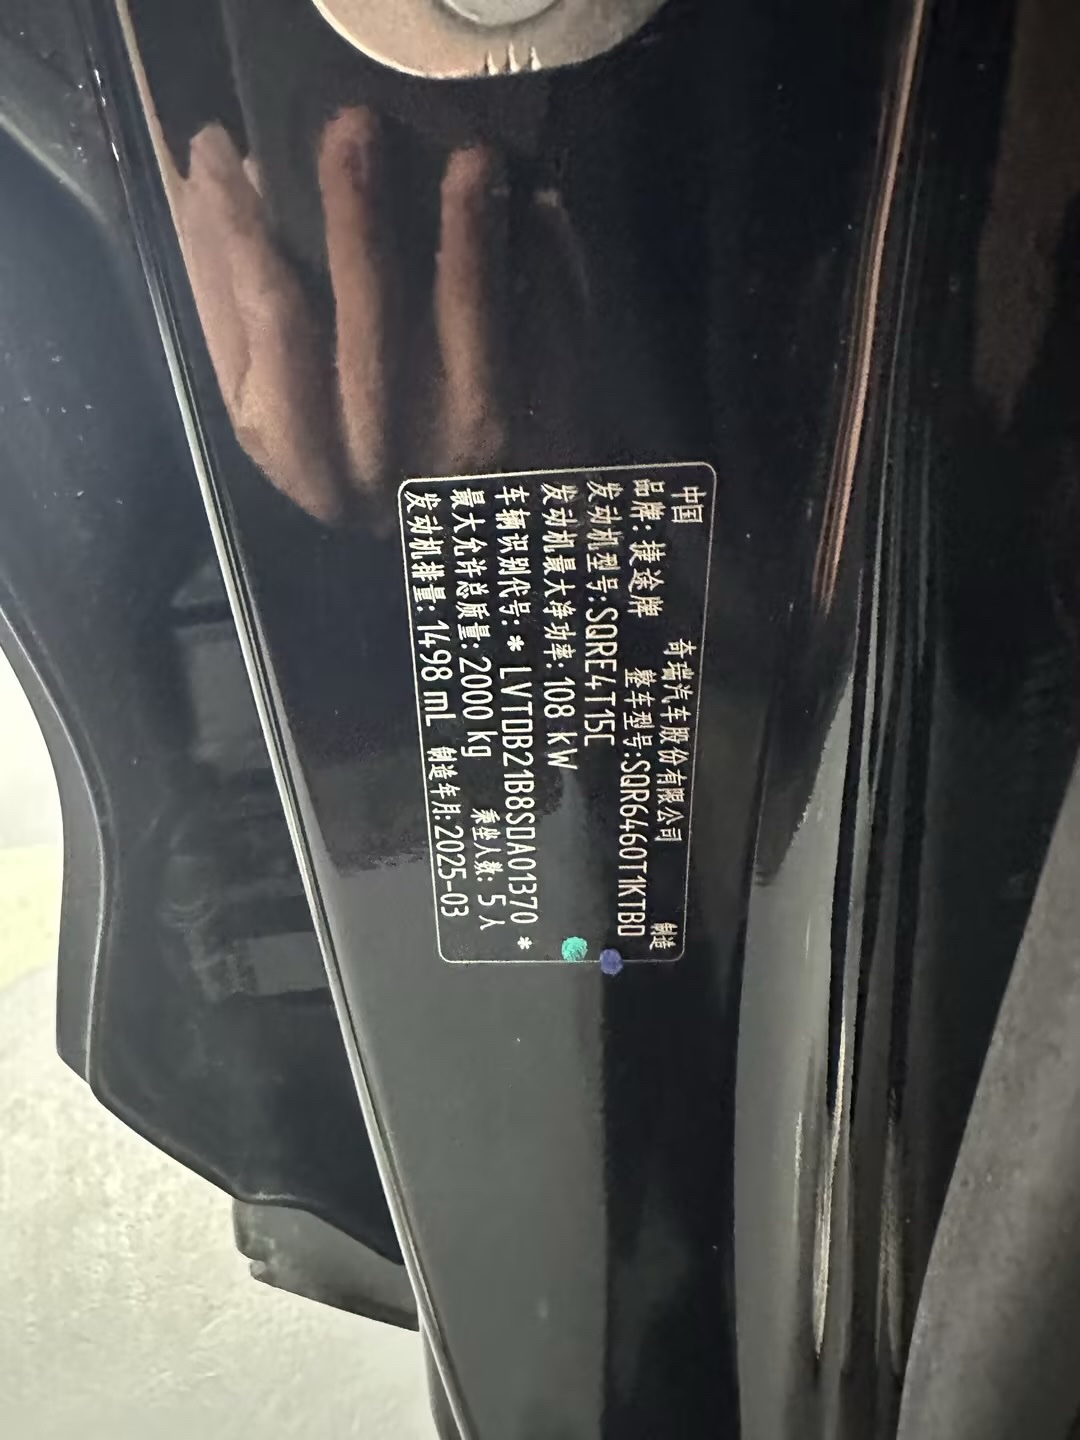 中国 奇瑞汽车股份有限公司 制造
品牌: 捷途牌 整车型号:SQR6460T1KTBD
发动机型号:SQRE4T15C
发动机最大净功率: 108 kW
车辆识别代号: * LVTDB21B8SDA01370 *
最大允许总质量: 2000 kg 乘坐人数: 5 人
发动机排量: 1498 mL 制造年月: 2025-03